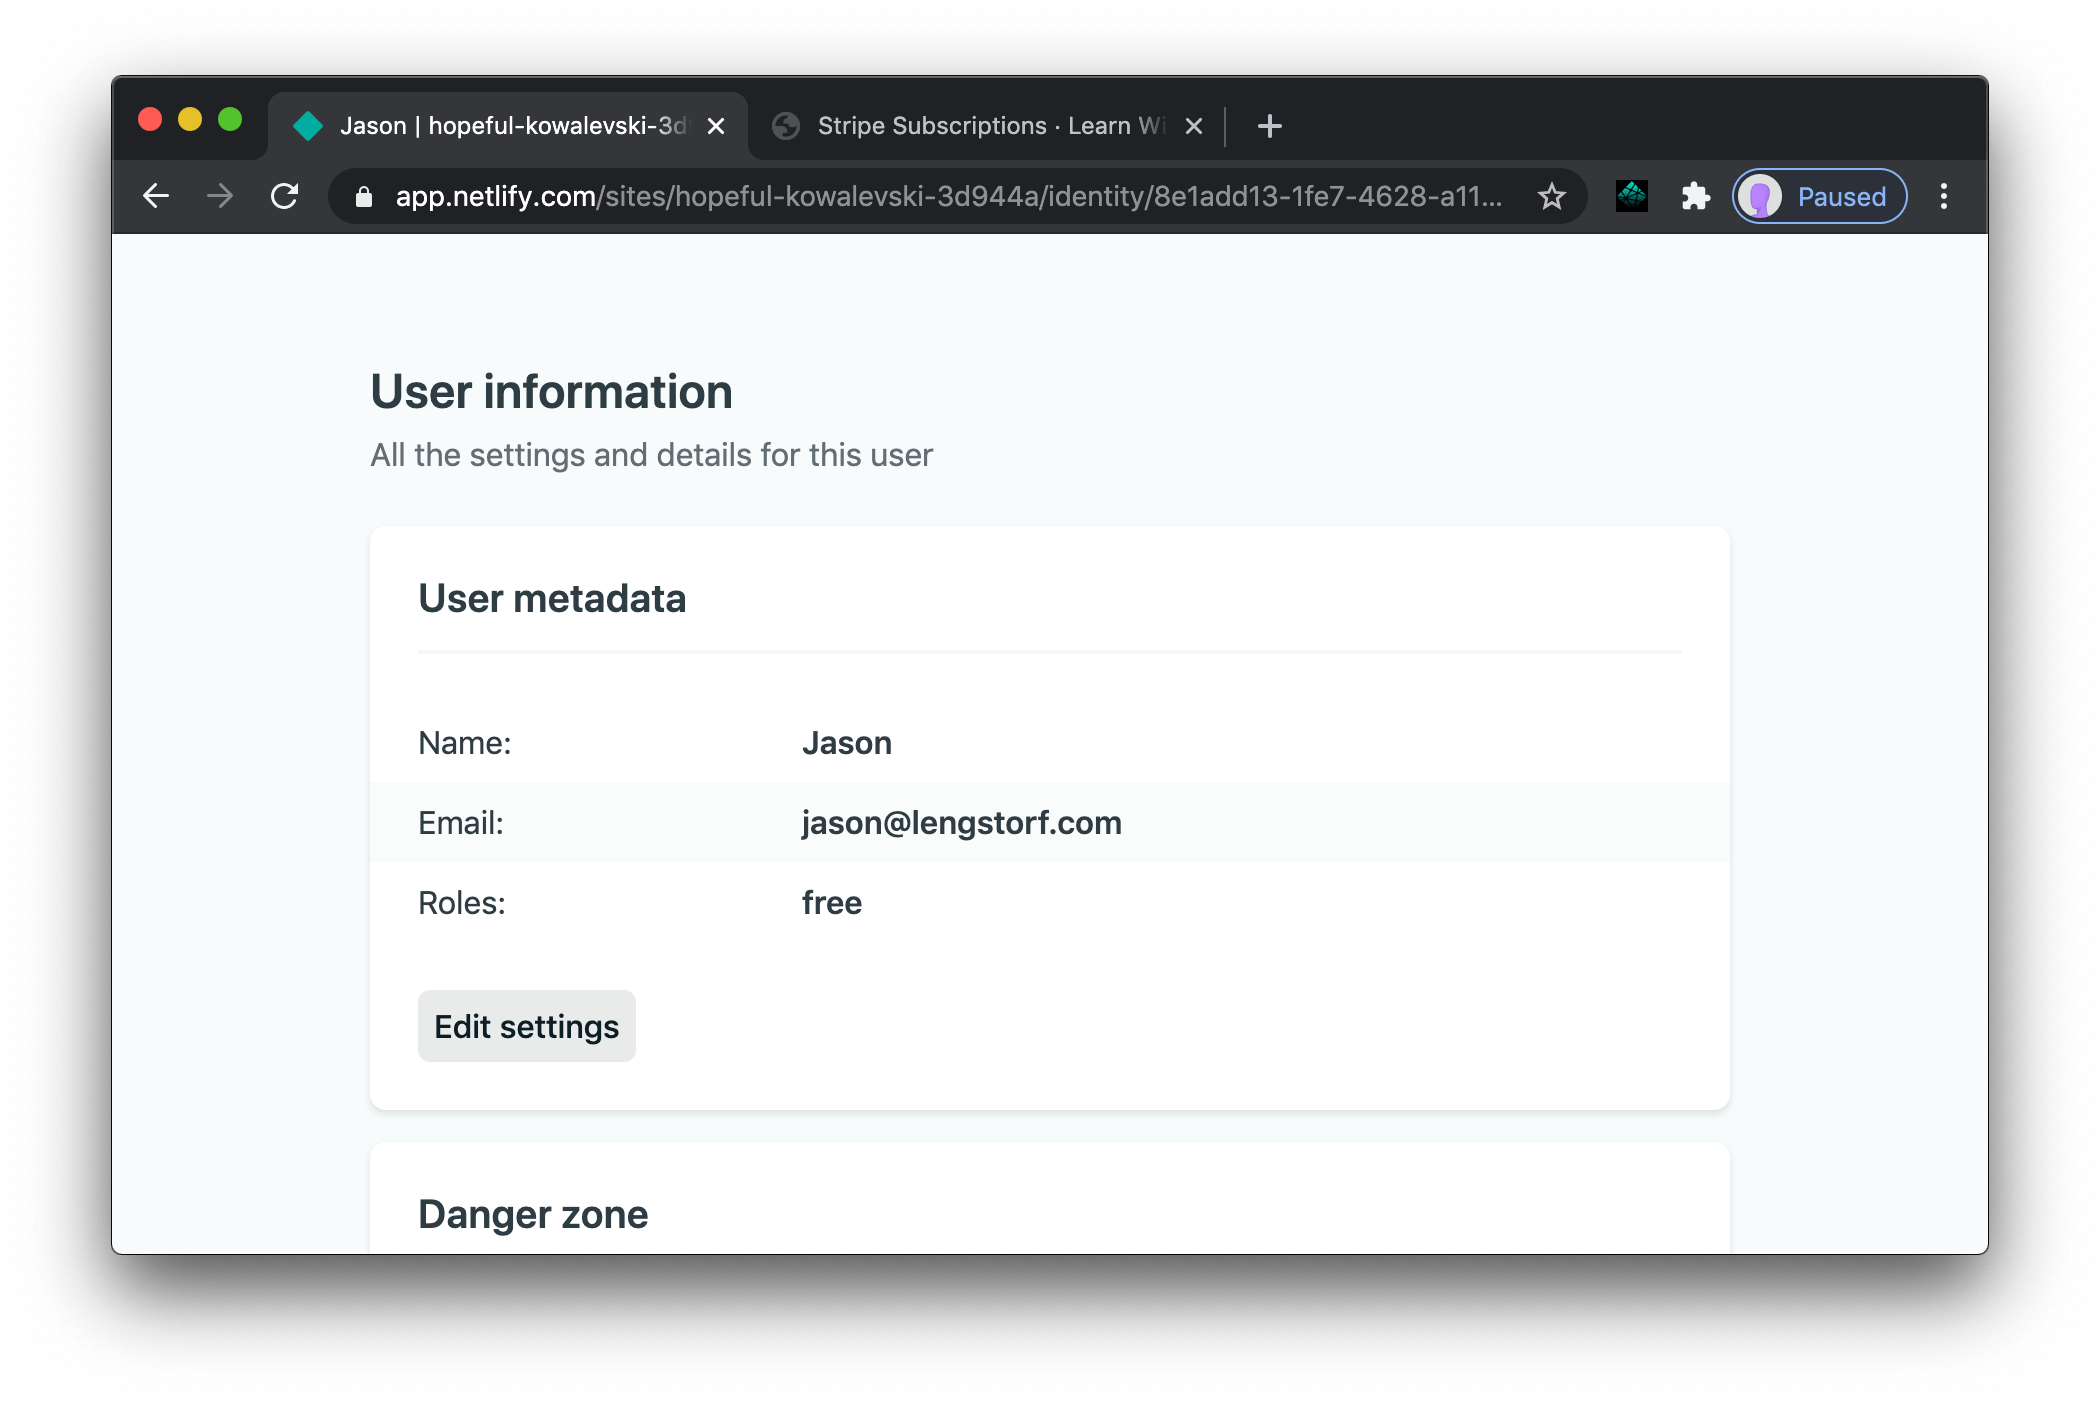 Jason | hopeful-kowalevski-3d
Stripe Subscriptions · Learn Wi
app.netlify.com/sites/hopeful-kowalevski-3d944a/identity/8e1add13-1fe7-4628-a11...
Paused
User information
All the settings and details for this user
User metadata
Name: Jason
Email: jason@lengstorf.com
Roles: free
Edit settings
Danger zone